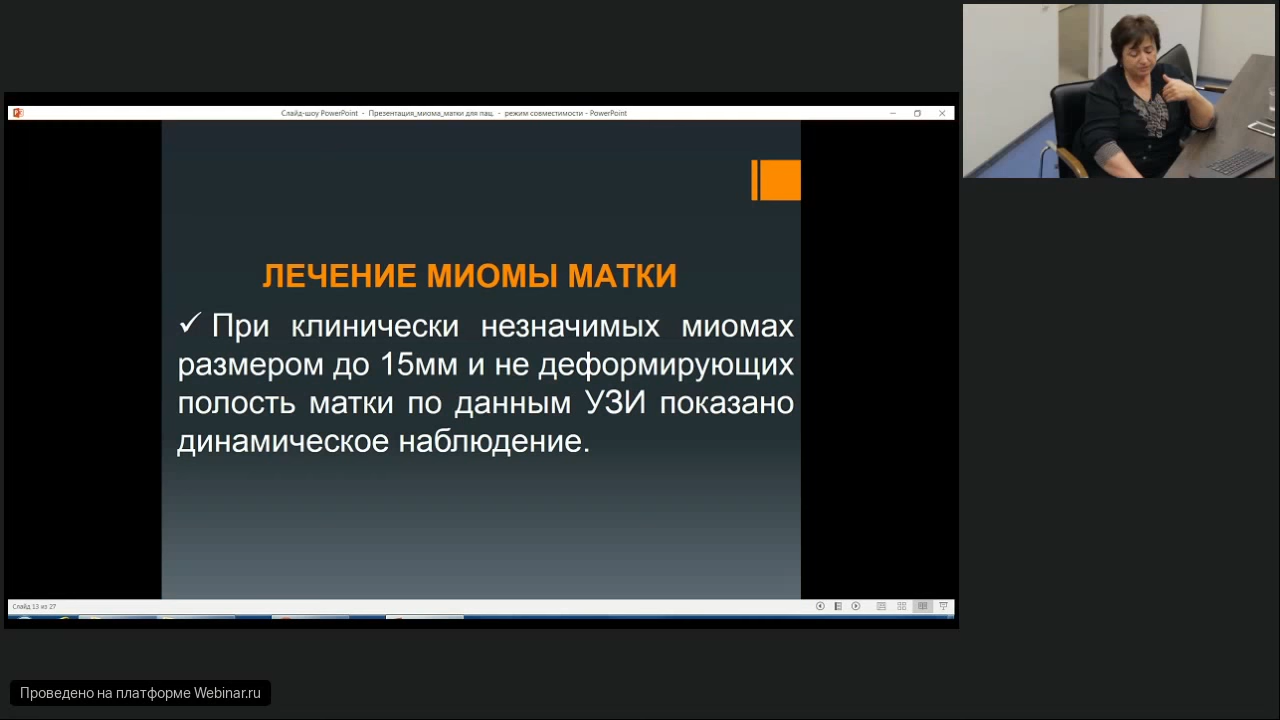 Слайд-шоу PowerPoint - Презентация_миома_матки для пац. - режим совместимости - PowerPoint
ЛЕЧЕНИЕ МИОМЫ МАТКИ
✓ При клинически незначимых миомах
размером до 15мм и не деформирующих
полость матки по данным УЗИ показано
динамическое наблюдение.
Слайд 13 из 27
Проведено на платформе Webinar.ru